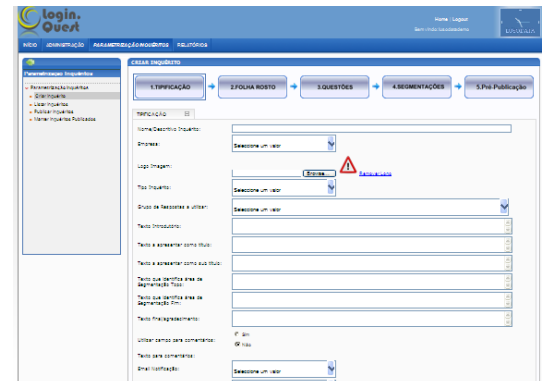 Login.
Quest
Home | Logout
INÍCIO ADMINISTRAÇÃO PARAMETRIZAÇÃO INQUÉRITOS RELATÓRIOS
Parametrização Inquéritos
Parametrização Inquéritos
Criar Inquérito
Listar Inquéritos
Publicar Inquéritos
Manter Inquéritos Publicados
CRIAR INQUÉRITO
1.TIPIFICAÇÃO
2.FOLHA ROSTO
3.QUESTÕES
4.SEGMENTAÇÕES
5.Pré-Publicação
TIPIFICAÇÃO
Nome/Descritivo Inquérito:
Empresa:
Seleccione um valor
Logo Imagem:
Browse...
Remover Logo
Tipo Inquérito:
Seleccione um valor
Grupo de Respostas a utilizar:
Seleccione um valor
Texto Introdutório:
Texto a apresentar como título:
Texto a apresentar como sub título:
Texto que identifica área de
Segmentação Topo:
Texto que identifica área de
Segmentação Fim:
Texto final/agradecimento:
Utilizar campo para comentários:
Sim
Não
Texto para comentários:
Email Notificação:
Seleccione um valor